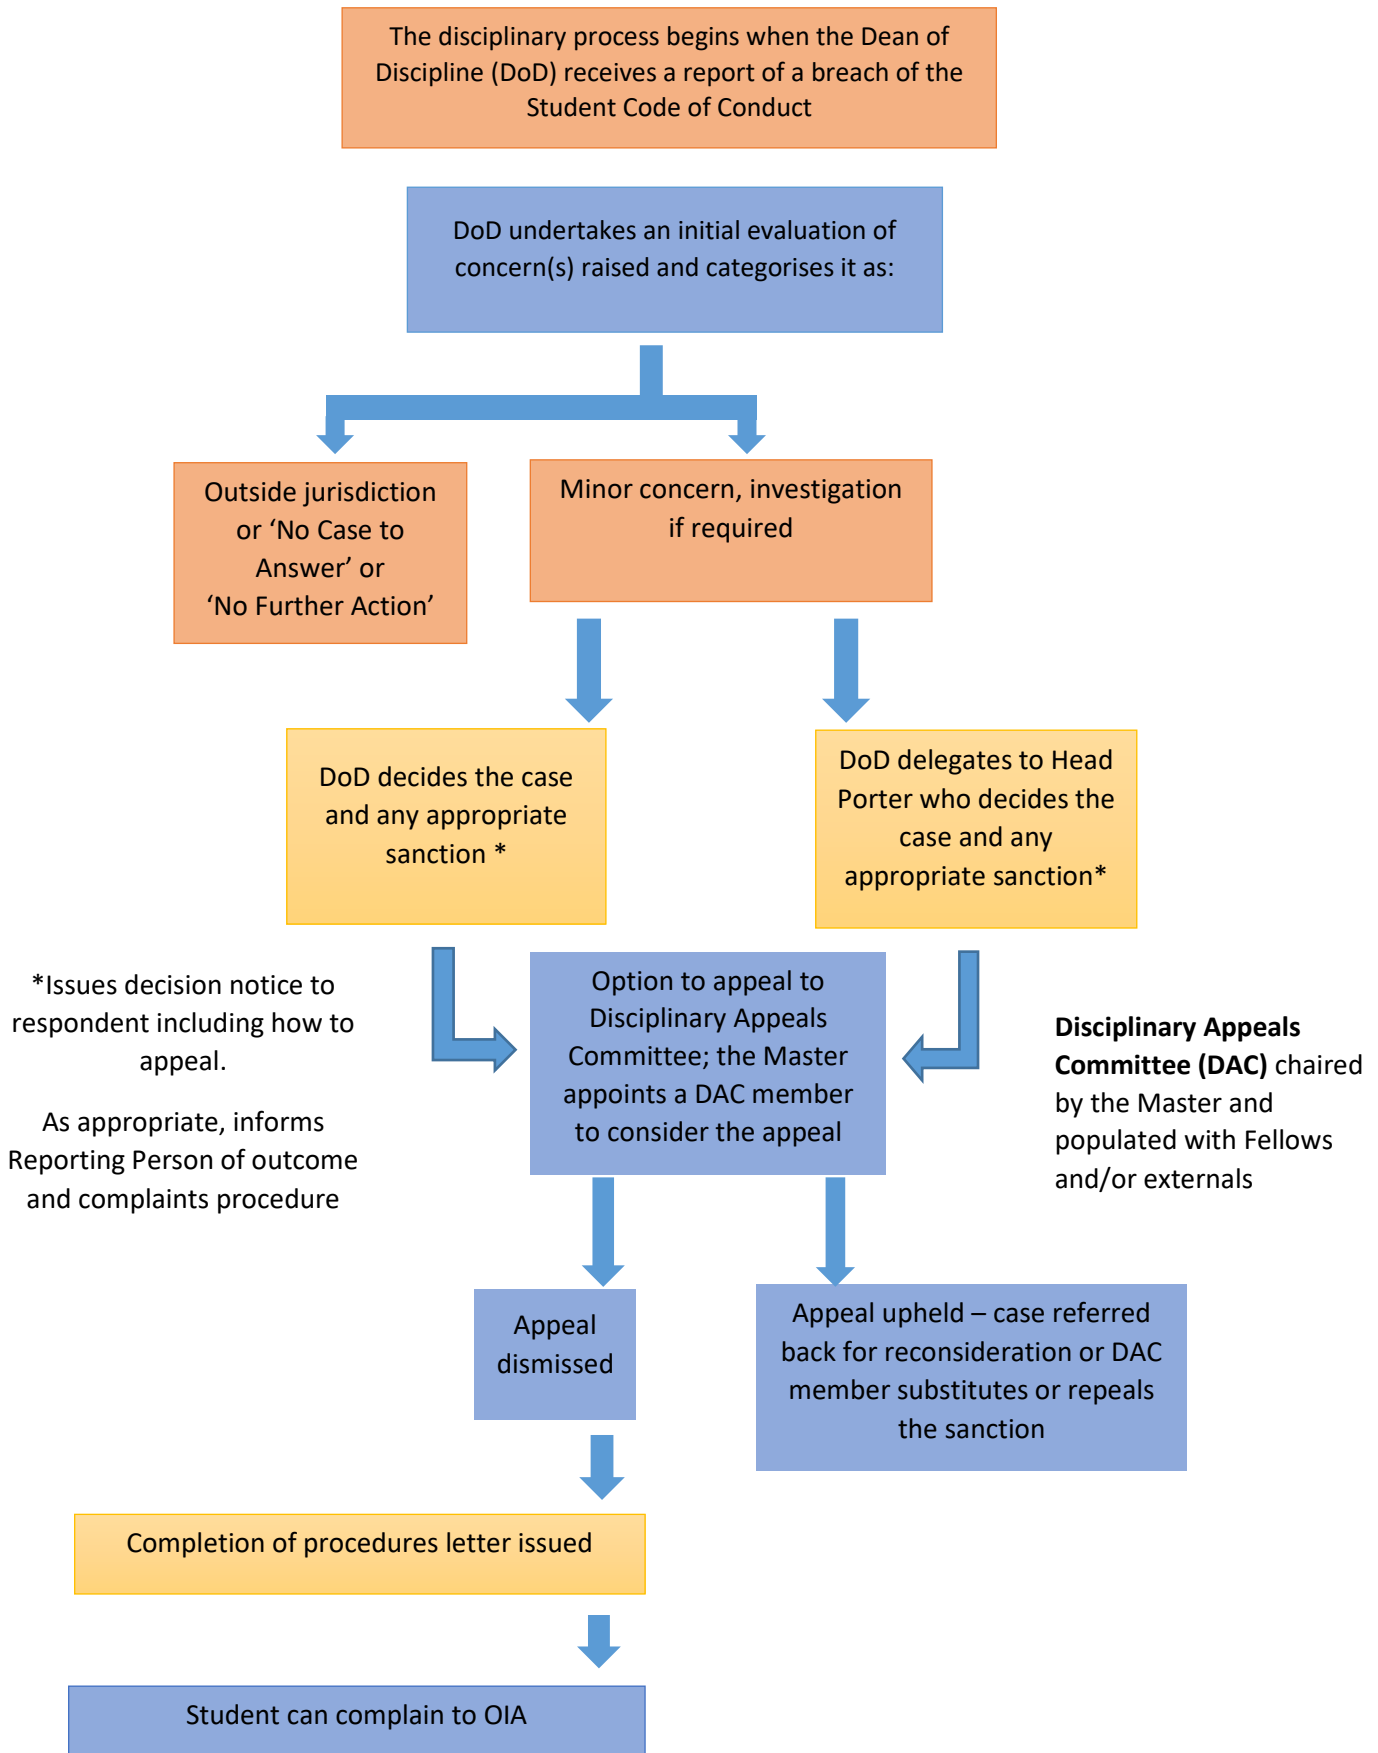 The disciplinary process begins when the Dean of
Discipline (DoD) receives a report of a breach of the
Student Code of Conduct
DoD undertakes an initial evaluation of
concern(s) raised and categorises it as:
Outside jurisdiction
or ‘No Case to
Answer’ or
‘No Further Action’
Minor concern, investigation
if required
DoD decides the case
and any appropriate
sanction *
DoD delegates to Head
Porter who decides the
case and any
appropriate sanction*
*Issues decision notice to
respondent including how to
appeal.
As appropriate, informs
Reporting Person of outcome
and complaints procedure
Option to appeal to
Disciplinary Appeals
Committee; the Master
appoints a DAC member
to consider the appeal
Disciplinary Appeals
Committee (DAC) chaired
by the Master and
populated with Fellows
and/or externals
Appeal
dismissed
Appeal upheld – case referred
back for reconsideration or DAC
member substitutes or repeals
the sanction
Completion of procedures letter issued
Student can complain to OIA